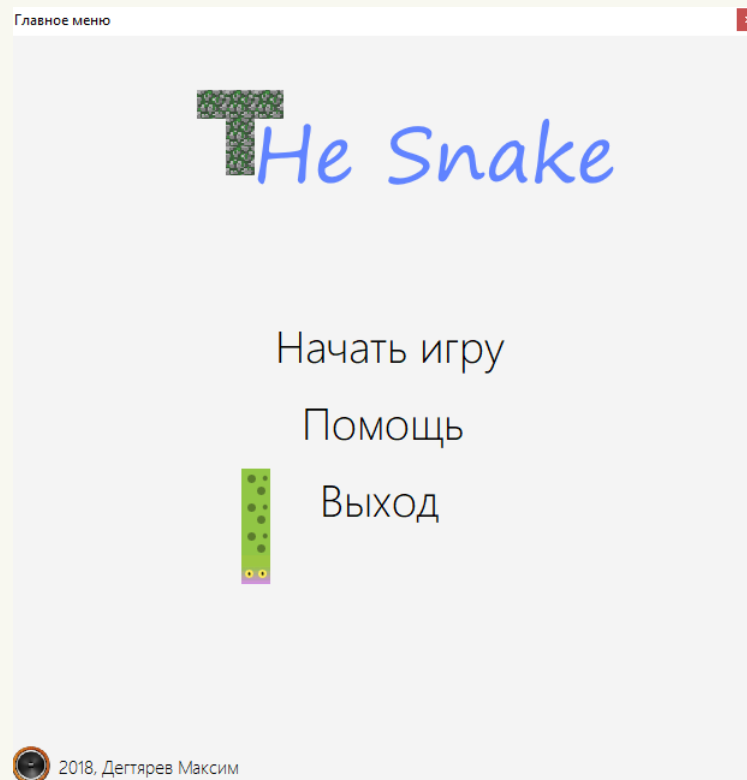 Главное меню
THe Snake
Начать игру
Помощь
Выход
2018, Дегтярев Максим